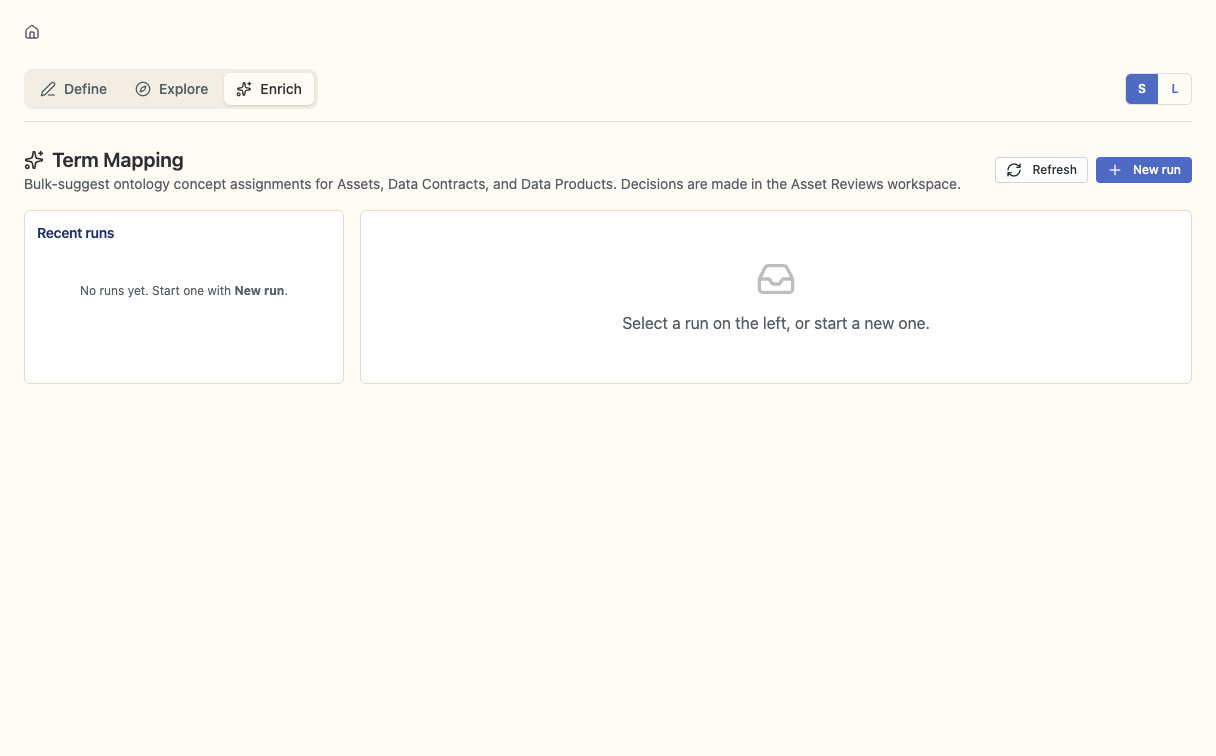 Define
Explore
Enrich
S
L
Term Mapping
Bulk-suggest ontology concept assignments for Assets, Data Contracts, and Data Products. Decisions are made in the Asset Reviews workspace.
Refresh
New run
Recent runs
No runs yet. Start one with New run.
Select a run on the left, or start a new one.